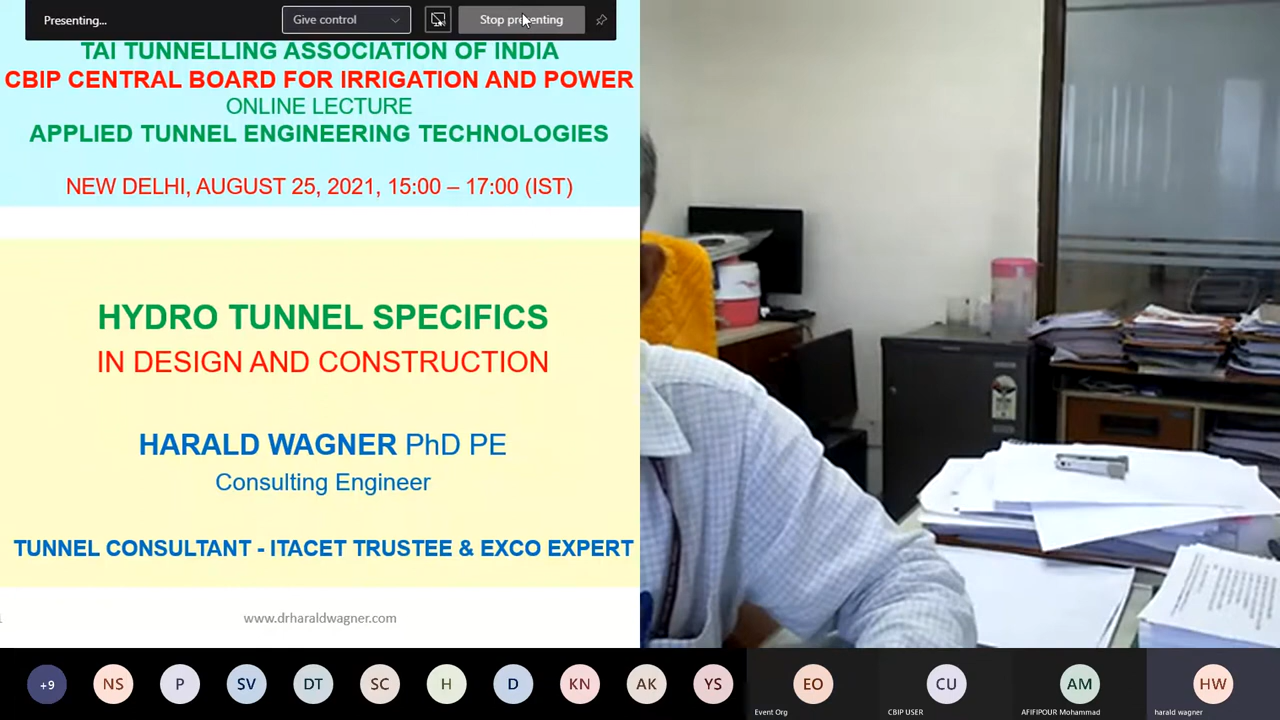 Presenting...
Give control
Stop presenting
TAI TUNNELLING ASSOCIATION OF INDIA
CBIP CENTRAL BOARD FOR IRRIGATION AND POWER
ONLINE LECTURE
APPLIED TUNNEL ENGINEERING TECHNOLOGIES
NEW DELHI, AUGUST 25, 2021, 15:00 – 17:00 (IST)
HYDRO TUNNEL SPECIFICS
IN DESIGN AND CONSTRUCTION
HARALD WAGNER PhD PE
Consulting Engineer
TUNNEL CONSULTANT - ITACET TRUSTEE & EXCO EXPERT
www.drharaldwagner.com
+9
NS
P
SV
DT
SC
H
D
KN
AK
YS
EO
Event Org
CU
CBIP USER
AM
AFIFIPOUR Mohammad
HW
harald wagner